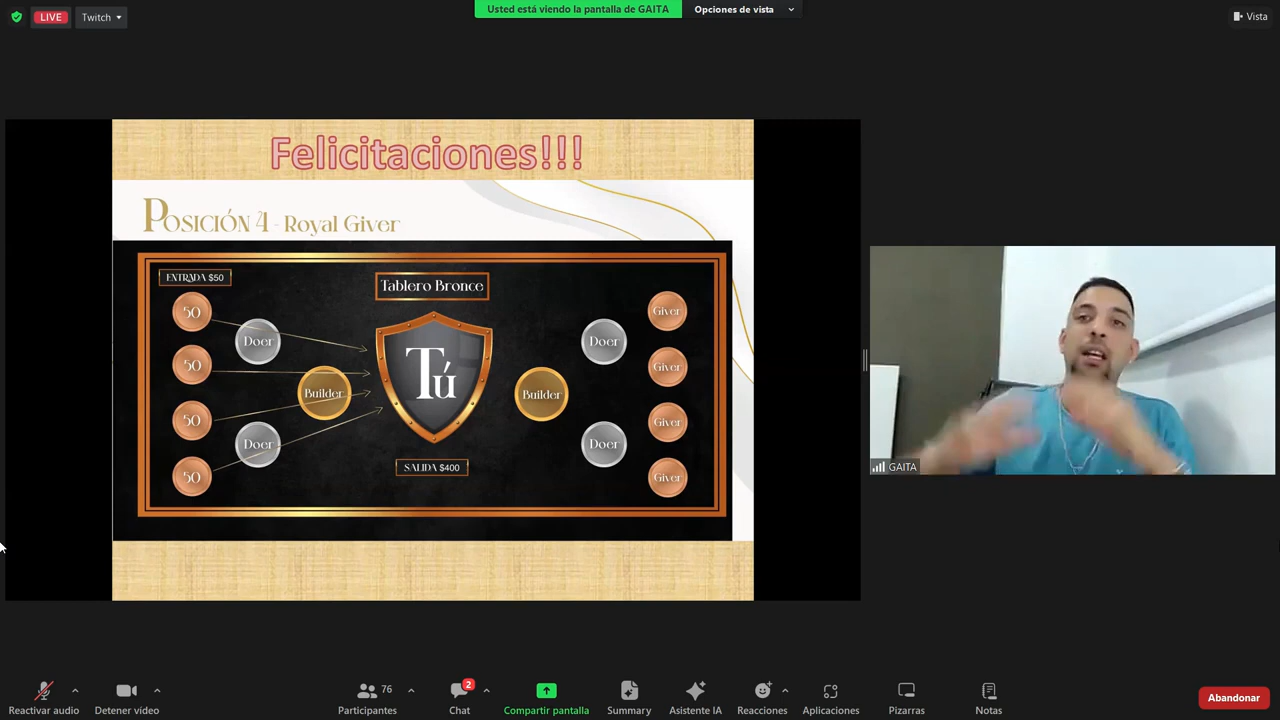 LIVE
Twitch
Usted está viendo la pantalla de GAITA
Opciones de vista
Vista
Felicitaciones!!!
POSICIÓN 4 - Royal Giver
ENTRADA $50
Tablero Bronce
50
50
50
50
Doer
Doer
Builder
Tú
Builder
Doer
Doer
Giver
Giver
Giver
Giver
SALIDA $400
GAITA
Reactivar audio
Detener vídeo
76
Participantes
2
Chat
Compartir pantalla
Summary
Asistente IA
Reacciones
Aplicaciones
Pizarras
Notas
Abandonar